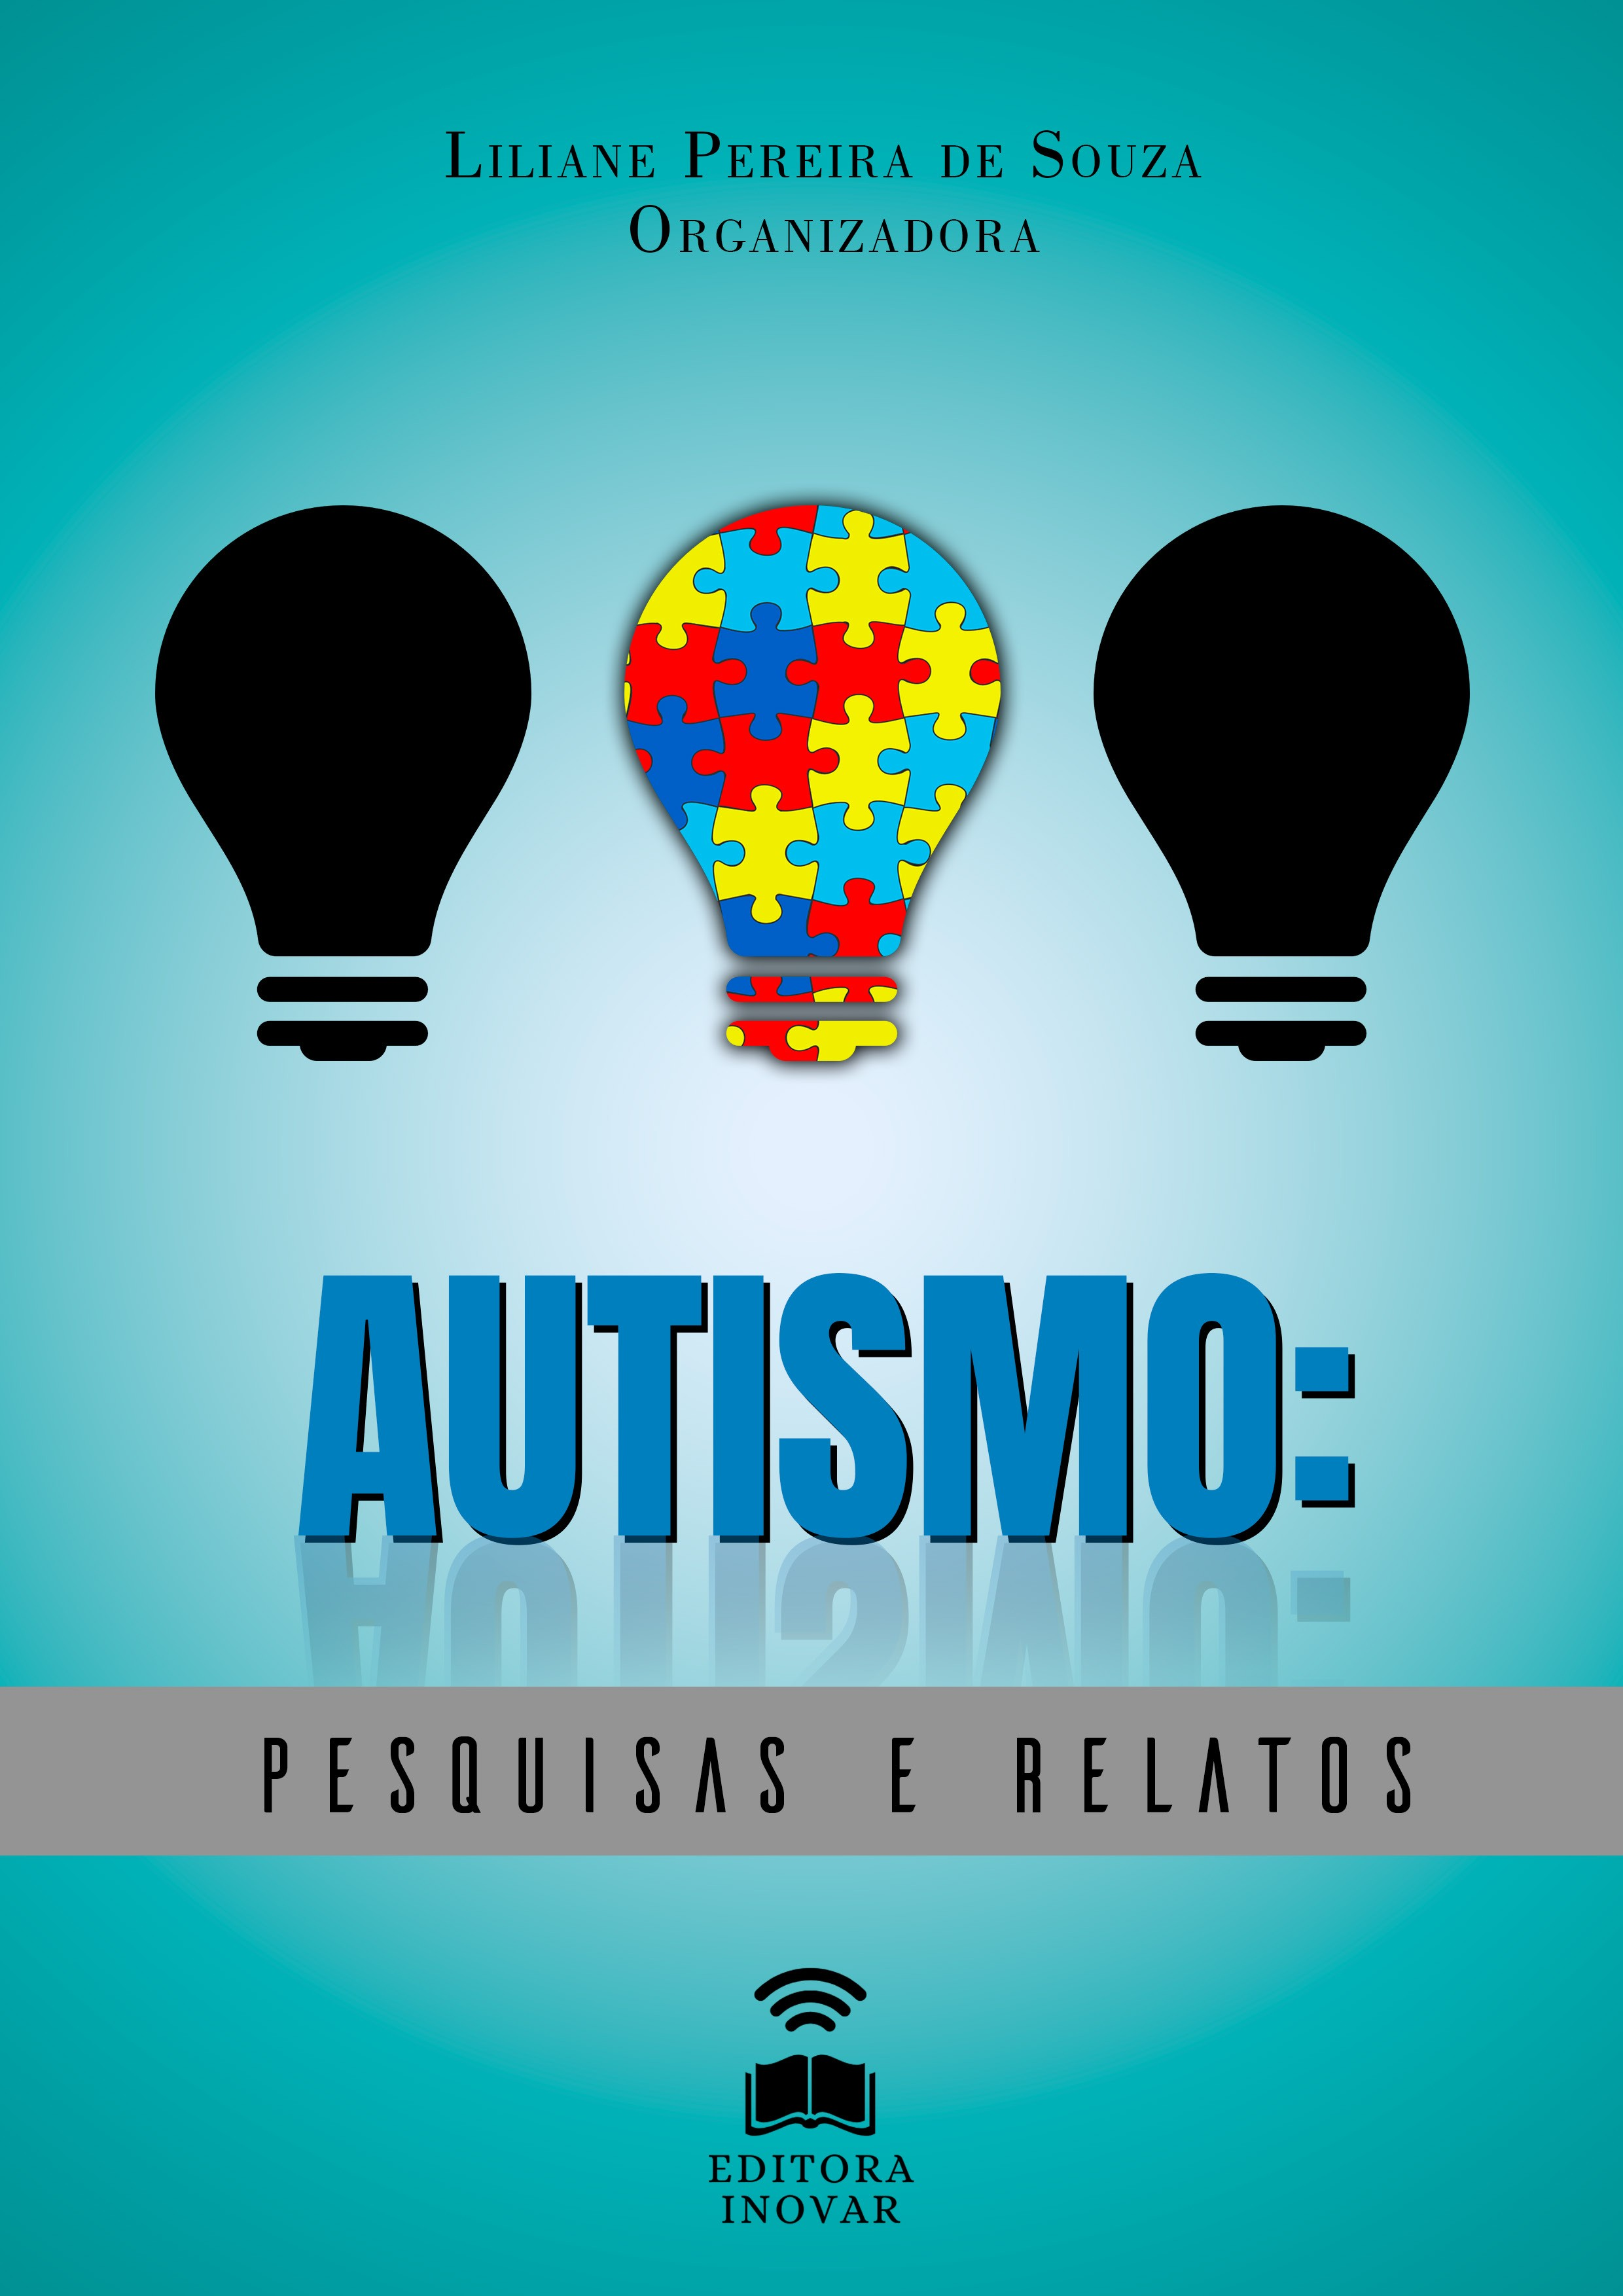 Liliane Pereira de Souza
Organizadora
AUTISMO:
PESQUISAS E RELATOS
EDITORA
INOVAR